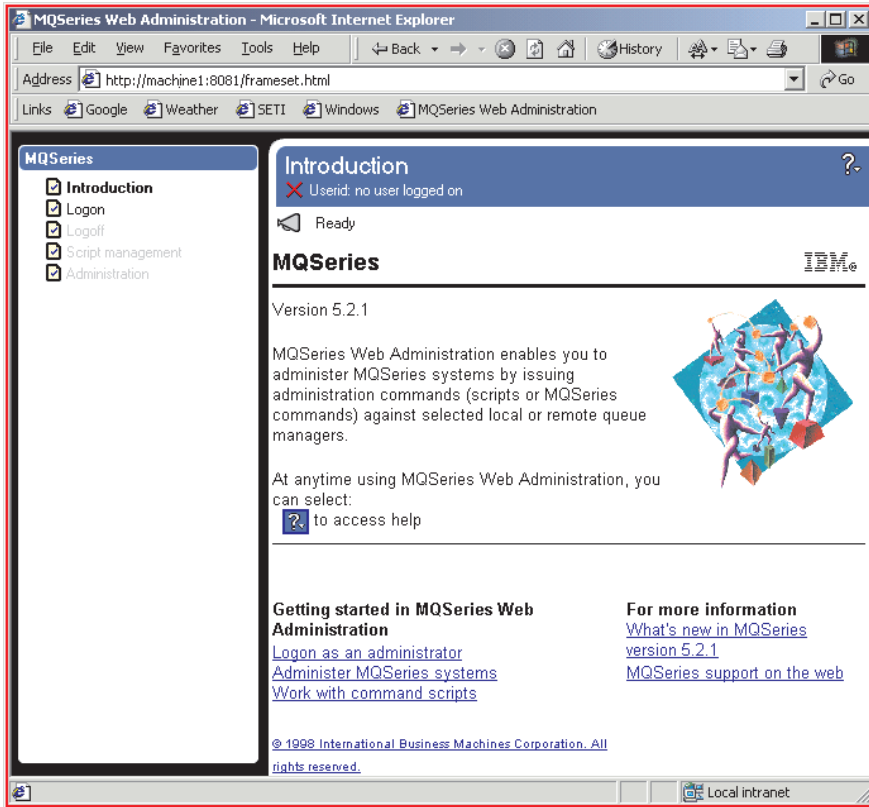 MQSeries Web Administration - Microsoft Internet Explorer
File Edit View Favorites Tools Help Back History
Address http://machine1:8081/frameset.html Go
Links Google Weather SETI Windows MQSeries Web Administration
MQSeries
Introduction
Logon
Logoff
Script management
Administration
Introduction
Userid: no user logged on
Ready
MQSeries
IBM
Version 5.2.1
MQSeries Web Administration enables you to
administer MQSeries systems by issuing
administration commands (scripts or MQSeries
commands) against selected local or remote queue
managers.
At anytime using MQSeries Web Administration, you
can select:
? to access help
Getting started in MQSeries Web
Administration
Logon as an administrator
Administer MQSeries systems
Work with command scripts
For more information
What's new in MQSeries
version 5.2.1
MQSeries support on the web
© 1998 International Business Machines Corporation. All
rights reserved.
Local intranet